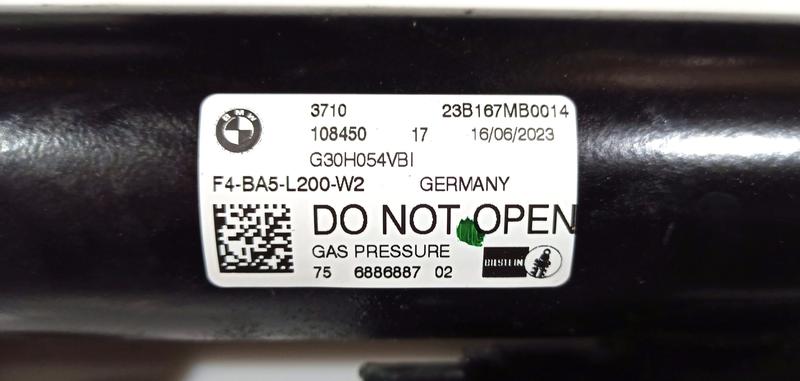 BMW
3710 23B167MB0014
108450 17 16/06/2023
G30H054VBI
F4-BA5-L200-W2 GERMANY
DO NOT OPEN
GAS PRESSURE
75 6886887 02 BILSTEIN